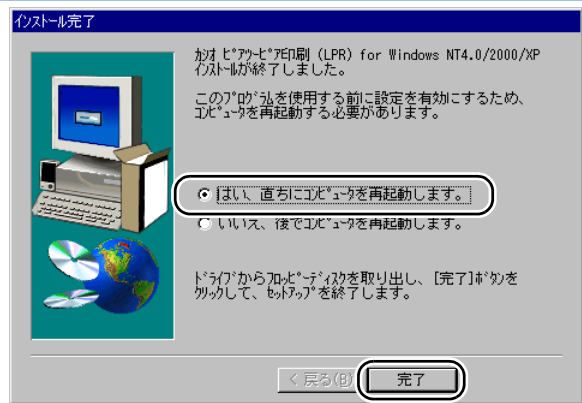 インストール完了
ｶｼｵ ﾋﾟｱﾂｰﾋﾟｱ印刷 (LPR) for Windows NT4.0/2000/XP
ｲﾝｽﾄｰﾙが終了しました。
このﾌﾟﾛｸﾞﾗﾑを使用する前に設定を有効にするため、
ｺﾝﾋﾟｭｰﾀを再起動する必要があります。
はい、直ちにｺﾝﾋﾟｭｰﾀを再起動します。
いいえ、後でｺﾝﾋﾟｭｰﾀを再起動します。
ﾄﾞﾗｲﾌﾞからﾌﾛｯﾋﾟｰﾃﾞｨｽｸを取り出し、[完了]ﾎﾞﾀﾝを
ｸﾘｯｸして、ｾｯﾄｱｯﾌﾟを終了します。
< 戻る(B)
完了